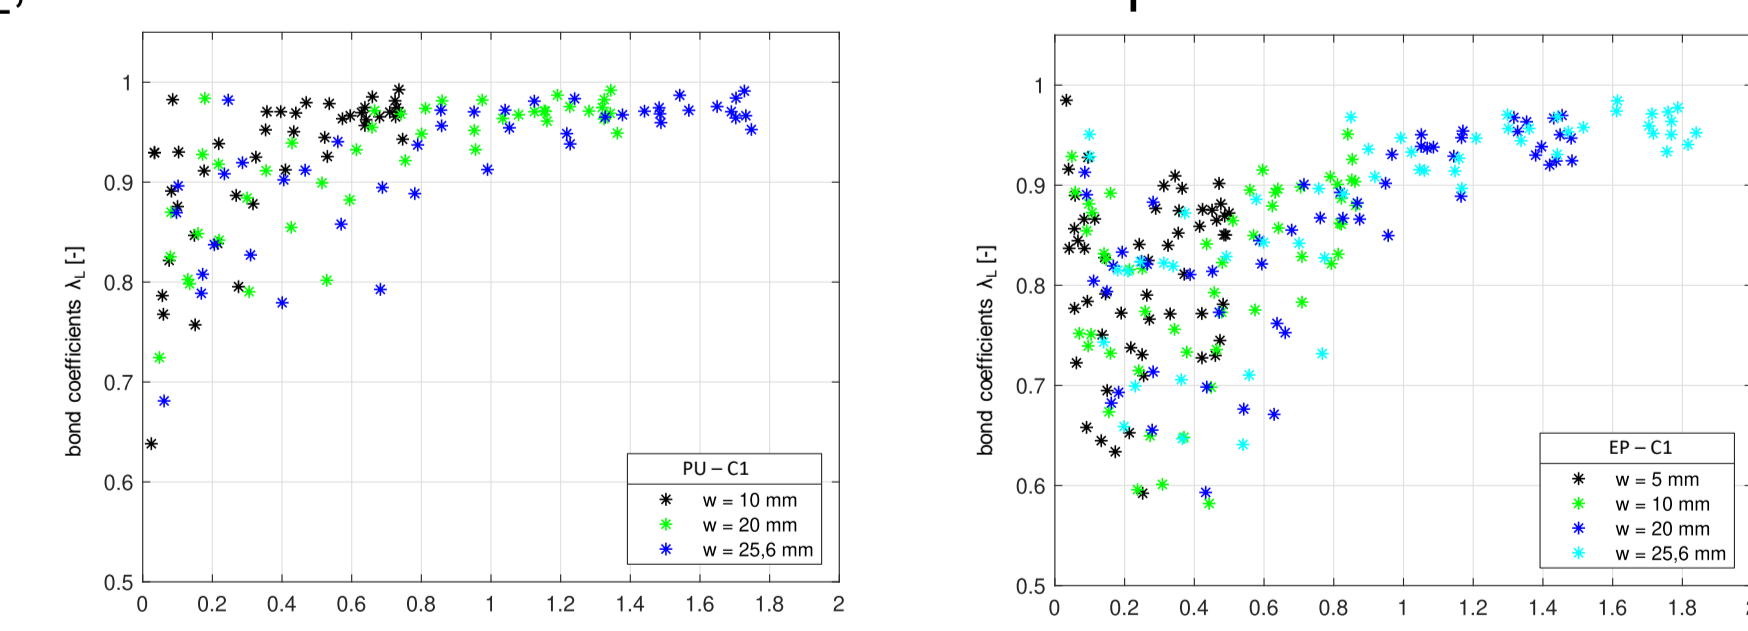 bond coefficients λL [-]
1
0.9
0.8
0.7
0.6
0.5
0 0.2 0.4 0.6 0.8 1 1.2 1.4 1.6 1.8 2
PU – C1
w = 10 mm
w = 20 mm
w = 25,6 mm
bond coefficients λL [-]
1
0.9
0.8
0.7
0.6
0.5
0 0.2 0.4 0.6 0.8 1 1.2 1.4 1.6 1.8
EP – C1
w = 5 mm
w = 10 mm
w = 20 mm
w = 25,6 mm